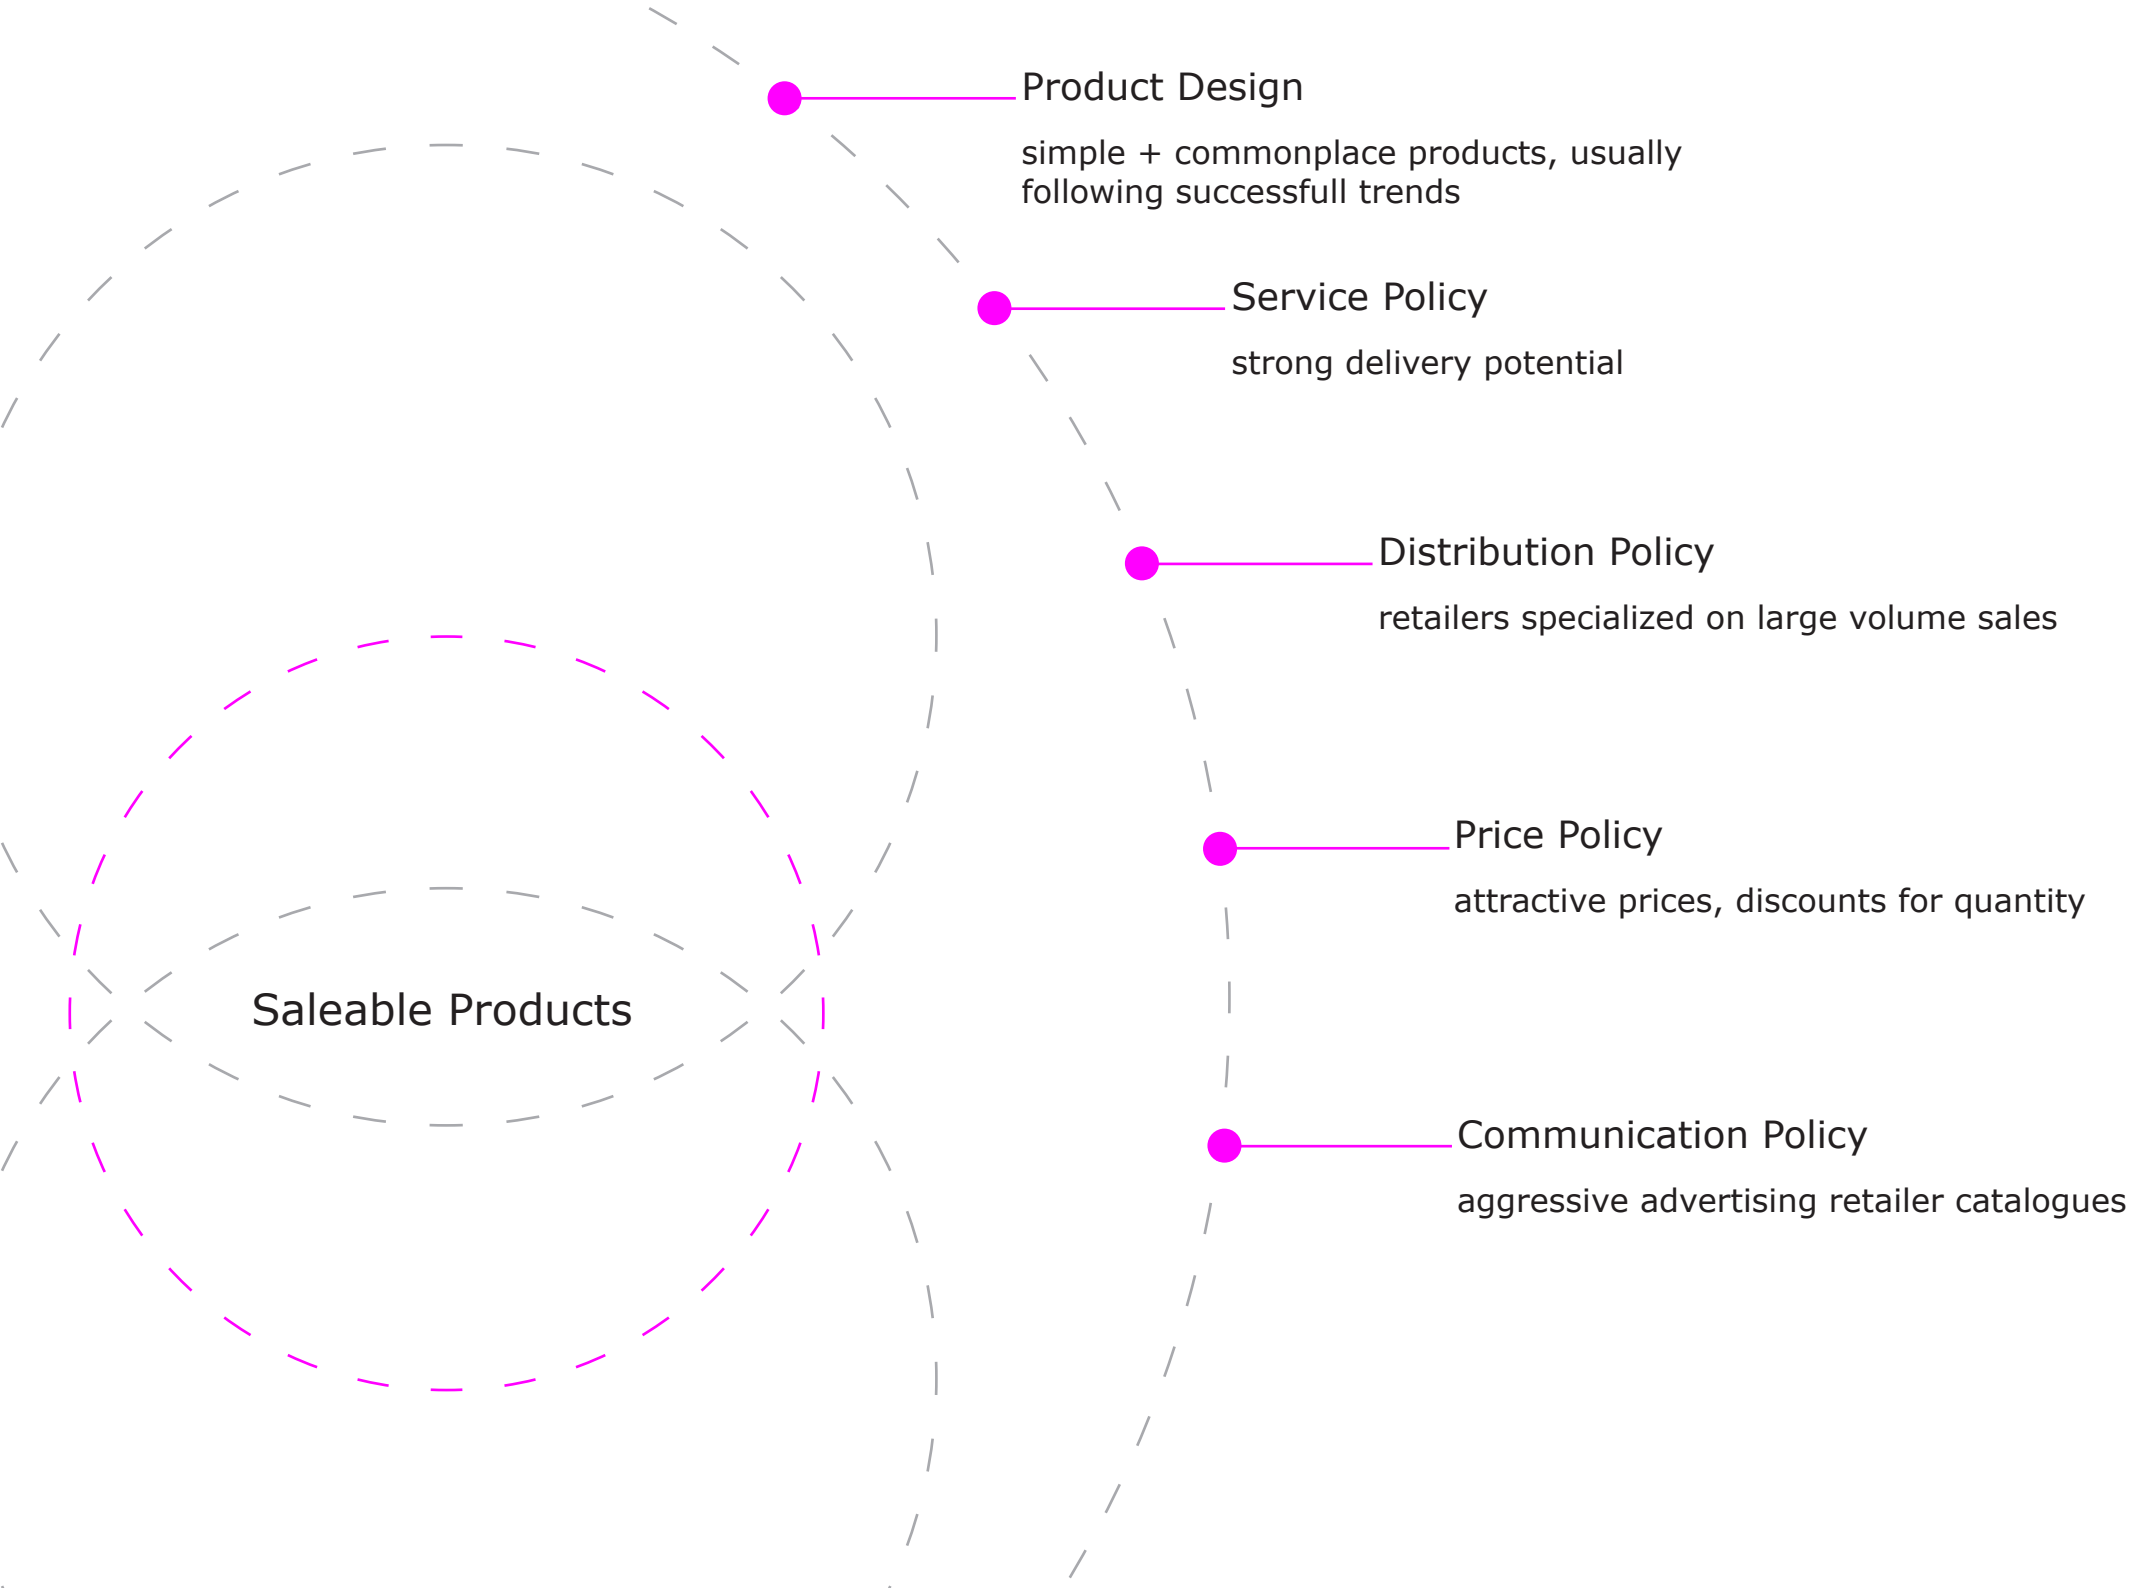 Product Design
simple + commonplace products, usually
following successfull trends
Service Policy
strong delivery potential
Distribution Policy
retailers specialized on large volume sales
Price Policy
attractive prices, discounts for quantity
Saleable Products
Communication Policy
aggressive advertising retailer catalogues